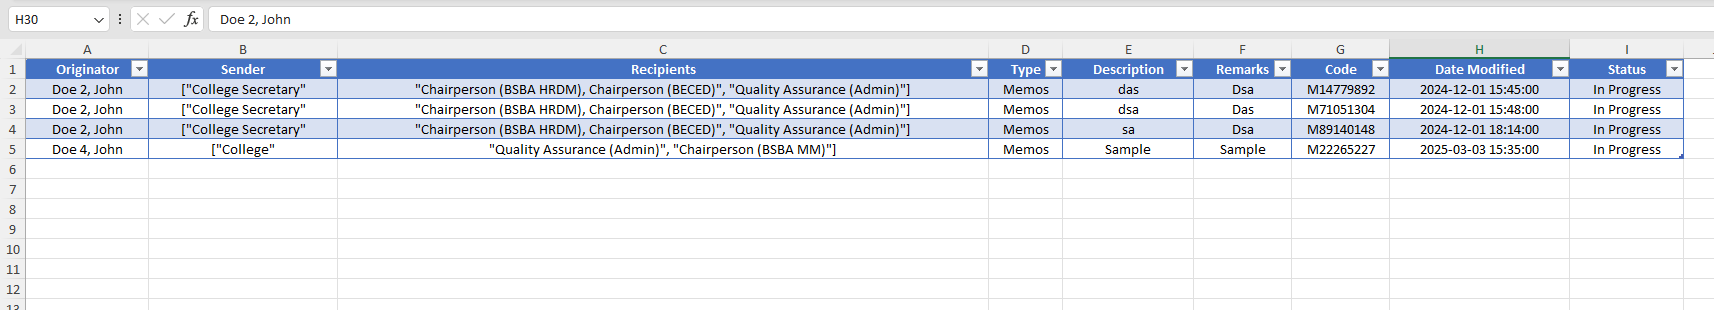 H30 fx Doe 2, John
A B C D E F G H I
1 Originator Sender Recipients Type Description Remarks Code Date Modified Status
2 Doe 2, John ["College Secretary" "Chairperson (BSBA HRDM), Chairperson (BECED)", "Quality Assurance (Admin)"] Memos das Dsa M14779892 2024-12-01 15:45:00 In Progress
3 Doe 2, John ["College Secretary" "Chairperson (BSBA HRDM), Chairperson (BECED)", "Quality Assurance (Admin)"] Memos dsa Das M71051304 2024-12-01 15:48:00 In Progress
4 Doe 2, John ["College Secretary" "Chairperson (BSBA HRDM), Chairperson (BECED)", "Quality Assurance (Admin)"] Memos sa Dsa M89140148 2024-12-01 18:14:00 In Progress
5 Doe 4, John ["College" "Quality Assurance (Admin)", "Chairperson (BSBA MM)"] Memos Sample Sample M22265227 2025-03-03 15:35:00 In Progress
6
7
8
9
10
11
12
13